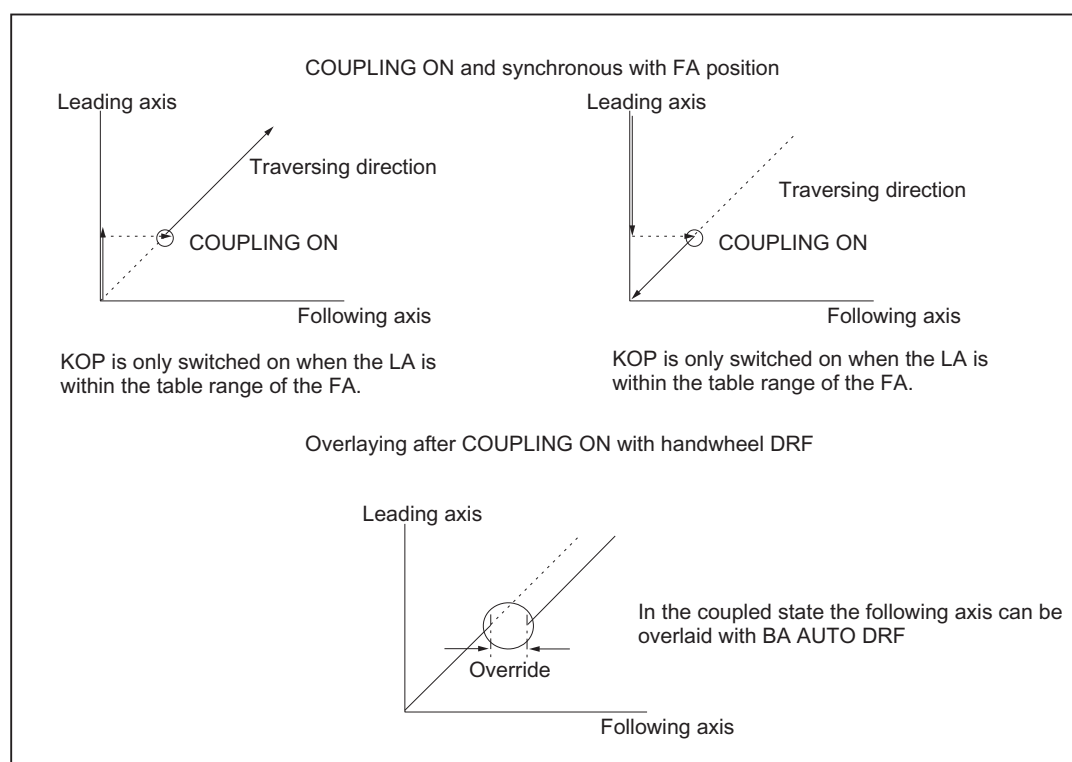 COUPLING ON and synchronous with FA position
Leading axis
Traversing direction
COUPLING ON
Following axis
KOP is only switched on when the LA is
within the table range of the FA.
Leading axis
Traversing direction
COUPLING ON
Following axis
KOP is only switched on when the LA is
within the table range of the FA.
Overlaying after COUPLING ON with handwheel DRF
Leading axis
In the coupled state the following axis can be
overlaid with BA AUTO DRF
Override
Following axis